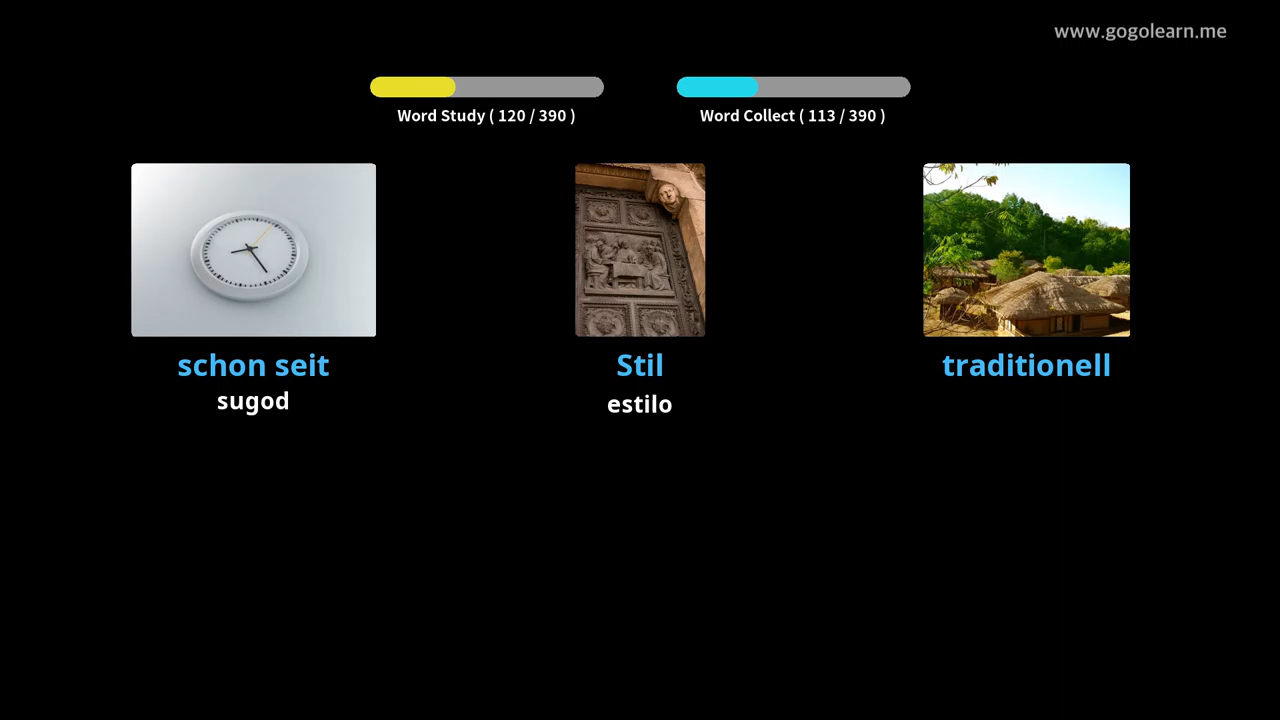 www.gogolearn.me
Word Study ( 120 / 390 )
Word Collect ( 113 / 390 )
schon seit
Stil
traditionell
sugod
estilo